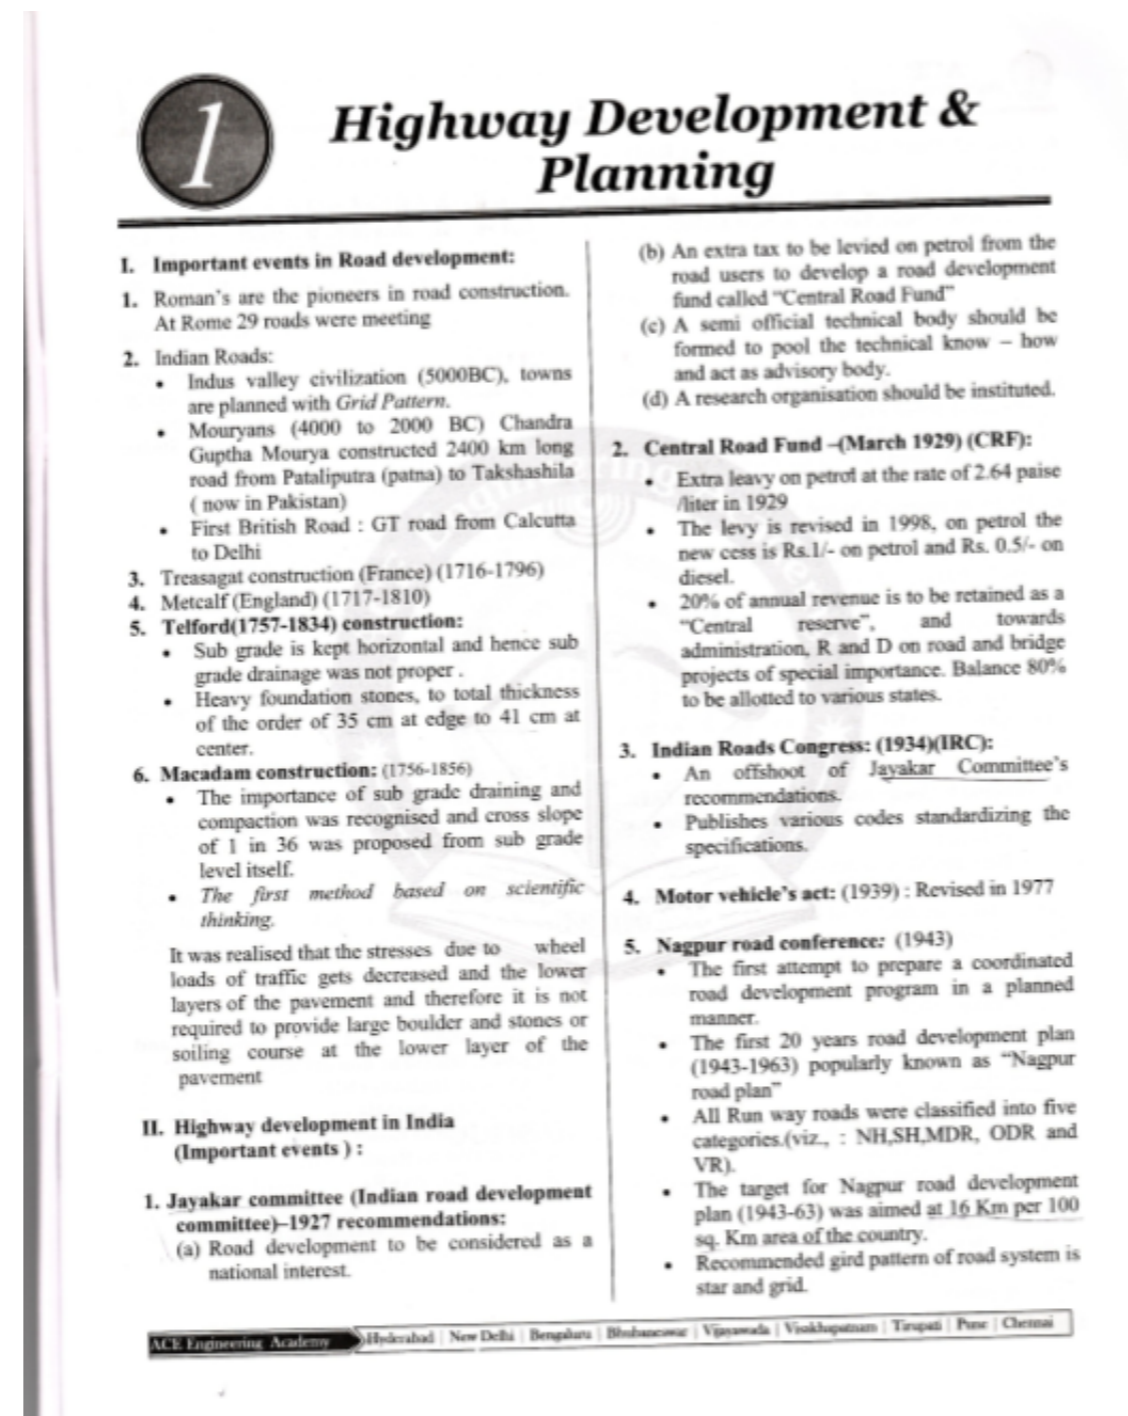 1
Highway Development &
Planning
I. Important events in Road development:
1. Roman's are the pioneers in road construction.
At Rome 29 roads were meeting
2. Indian Roads:
• Indus valley civilization (5000BC), towns
are planned with Grid Pattern.
• Mouryans (4000 to 2000 BC) Chandra
Guptha Mourya constructed 2400 km long
road from Pataliputra (patna) to Takshashila
( now in Pakistan)
• First British Road : GT road from Calcutta
to Delhi
3. Treasagat construction (France) (1716-1796)
4. Metcalf (England) (1717-1810)
5. Telford(1757-1834) construction:
• Sub grade is kept horizontal and hence sub
grade drainage was not proper .
• Heavy foundation stones, to total thickness
of the order of 35 cm at edge to 41 cm at
center.
6. Macadam construction: (1756-1856)
• The importance of sub grade draining and
compaction was recognised and cross slope
of 1 in 36 was proposed from sub grade
level itself.
• The first method based on scientific
thinking.
It was realised that the stresses due to wheel
loads of traffic gets decreased and the lower
layers of the pavement and therefore it is not
required to provide large boulder and stones or
soiling course at the lower layer of the
pavement
II. Highway development in India
(Important events ) :
1. Jayakar committee (Indian road development
committee)–1927 recommendations:
(a) Road development to be considered as a
national interest.
(b) An extra tax to be levied on petrol from the
road users to develop a road development
fund called "Central Road Fund"
(c) A semi official technical body should be
formed to pool the technical know – how
and act as advisory body.
(d) A research organisation should be instituted.
2. Central Road Fund –(March 1929) (CRF):
• Extra leavy on petrol at the rate of 2.64 paise
/liter in 1929
• The levy is revised in 1998, on petrol the
new cess is Rs.1/- on petrol and Rs. 0.5/- on
diesel.
• 20% of annual revenue is to be retained as a
"Central reserve", and towards
administration, R and D on road and bridge
projects of special importance. Balance 80%
to be allotted to various states.
3. Indian Roads Congress: (1934)(IRC):
• An offshoot of Jayakar Committee's
recommendations.
• Publishes various codes standardizing the
specifications.
4. Motor vehicle's act: (1939) : Revised in 1977
5. Nagpur road conference: (1943)
• The first attempt to prepare a coordinated
road development program in a planned
manner.
• The first 20 years road development plan
(1943-1963) popularly known as "Nagpur
road plan"
• All Run way roads were classified into five
categories.(viz., : NH,SH,MDR, ODR and
VR).
• The target for Nagpur road development
plan (1943-63) was aimed at 16 Km per 100
sq. Km area of the country.
• Recommended gird pattern of road system is
star and grid.
ACE Engineering Academy Hyderabad | New Delhi | Bengaluru | Bhubaneswar | Vijayawada | Visakhapatnam | Tirupati | Pune | Chennai